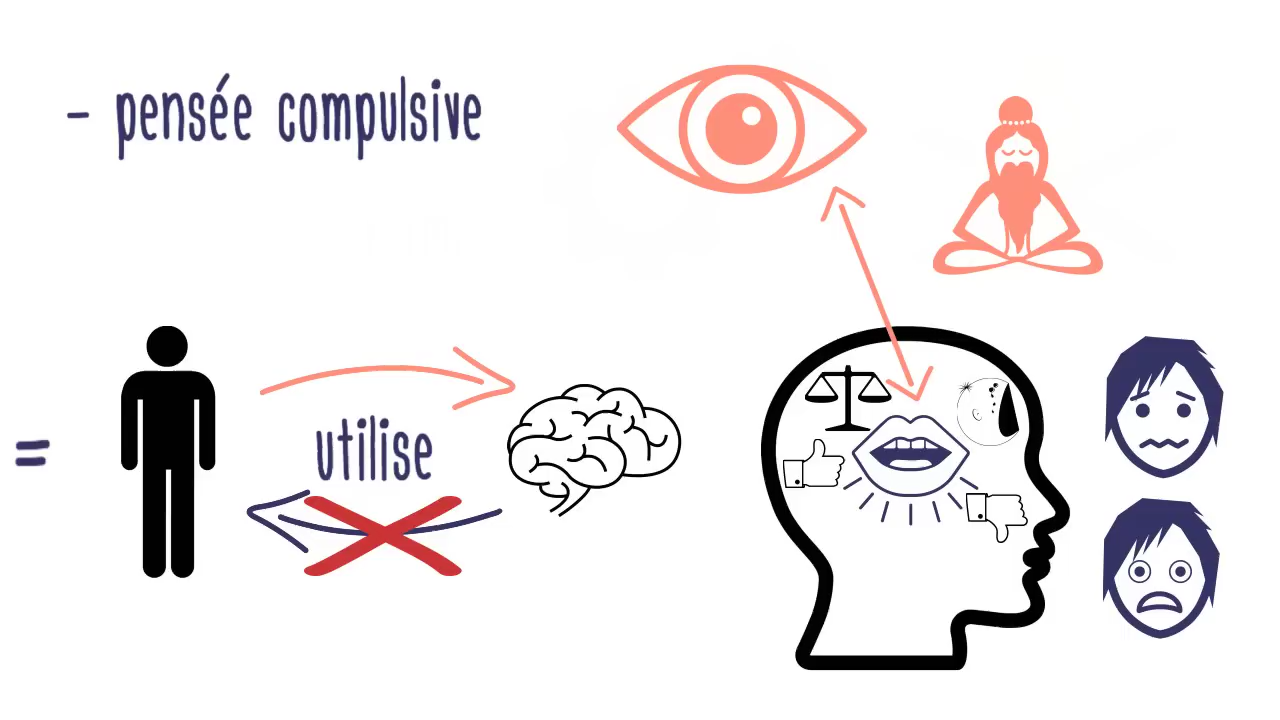 - pensée compulsive
=
utilise